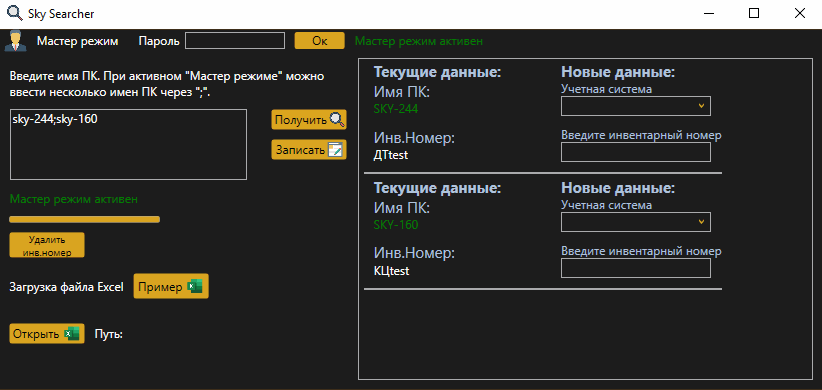 Sky Searcher
Мастер режим Пароль Ок Мастер режим активен
Введите имя ПК. При активном "Мастер режиме" можно
ввести несколько имен ПК через ";".
sky-244;sky-160
Получить
Записать
Мастер режим активен
Удалить
инв.номер
Загрузка файла Excel Пример
Открыть Путь:
Текущие данные: Новые данные:
Имя ПК: Учетная система
SKY-244
Инв.Номер: Введите инвентарный номер
ДТtest
Текущие данные: Новые данные:
Имя ПК: Учетная система
SKY-160
Инв.Номер: Введите инвентарный номер
КЦtest